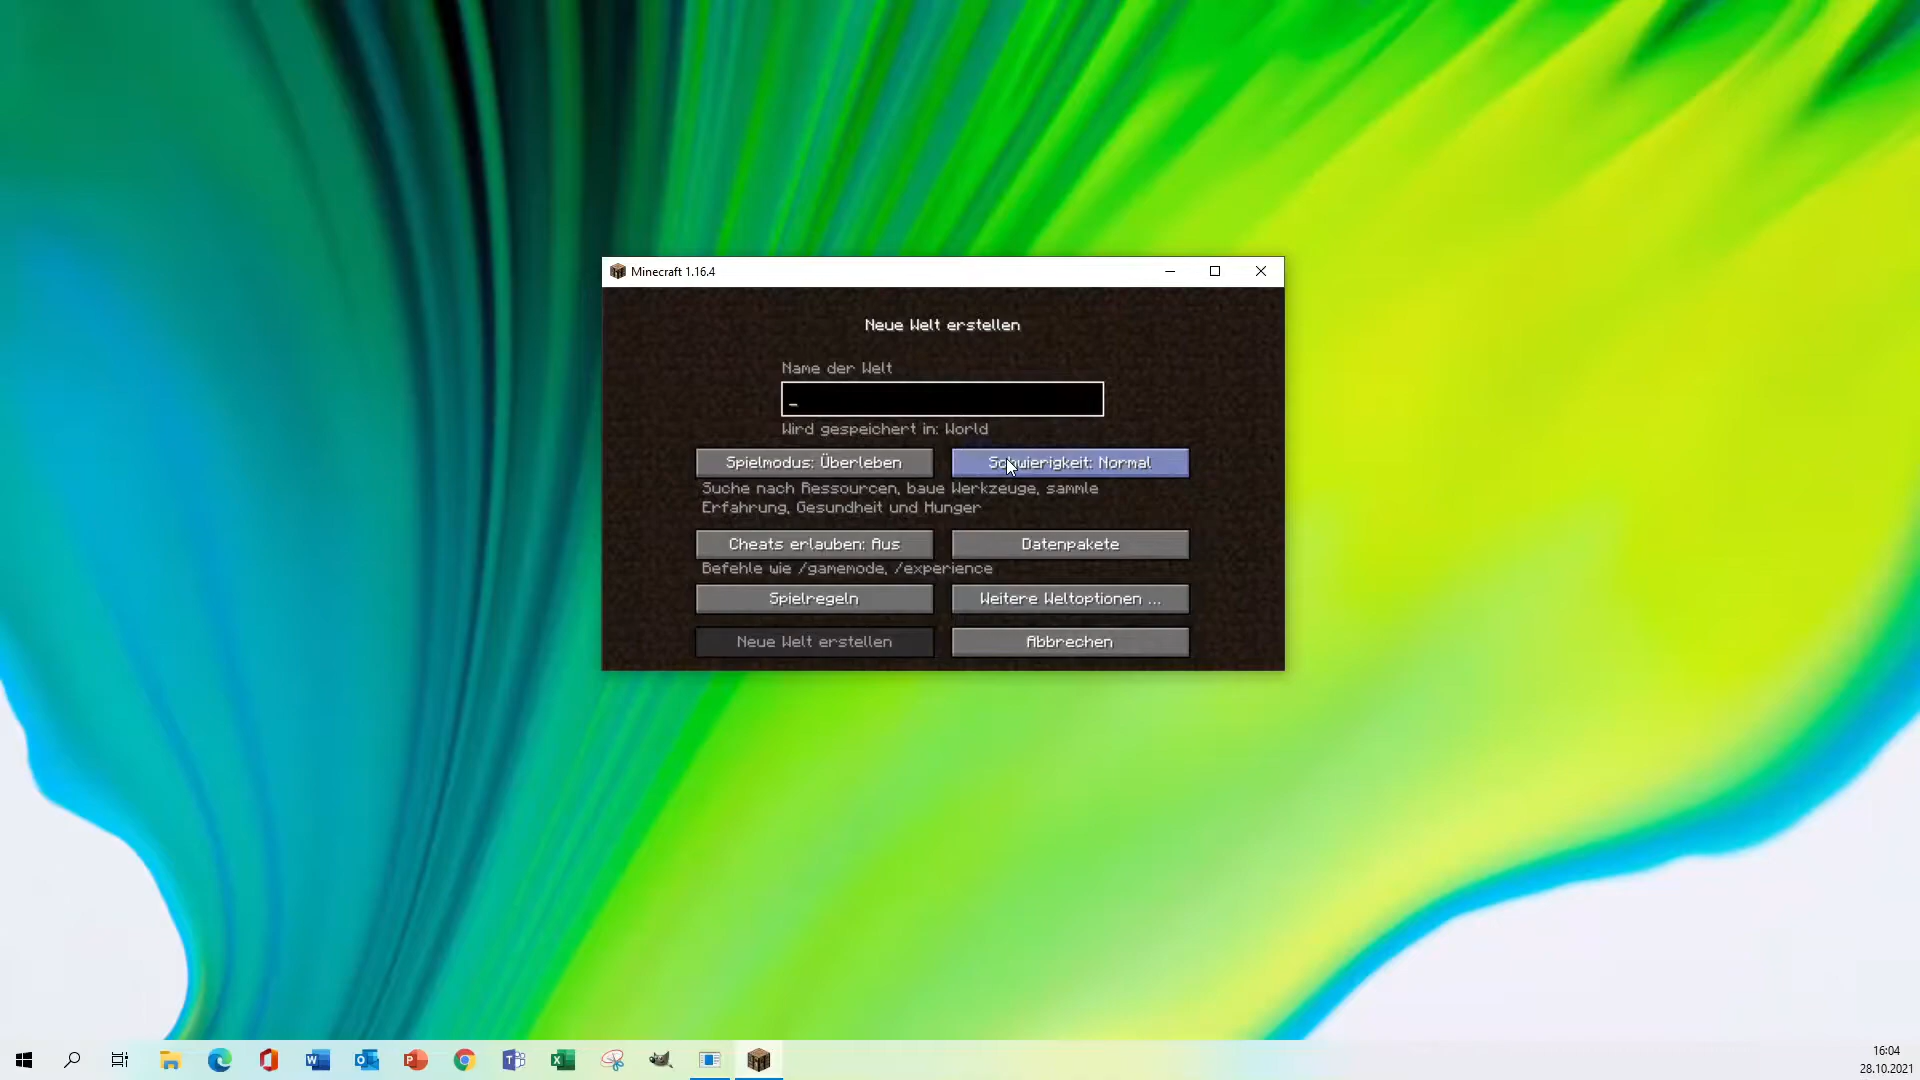 Minecraft 1.16.4
Neue Welt erstellen
Name der Welt
_
Wird gespeichert in: World
Spielmodus: Überleben
Schwierigkeit: Normal
Suche nach Ressourcen, baue Werkzeuge, sammle
Erfahrung, Gesundheit und Hunger
Cheats erlauben: Aus
Datenpakete
Befehle wie /gamemode, /experience
Spielregeln
Weitere Weltoptionen ...
Neue Welt erstellen
Abbrechen
16:04
28.10.2021